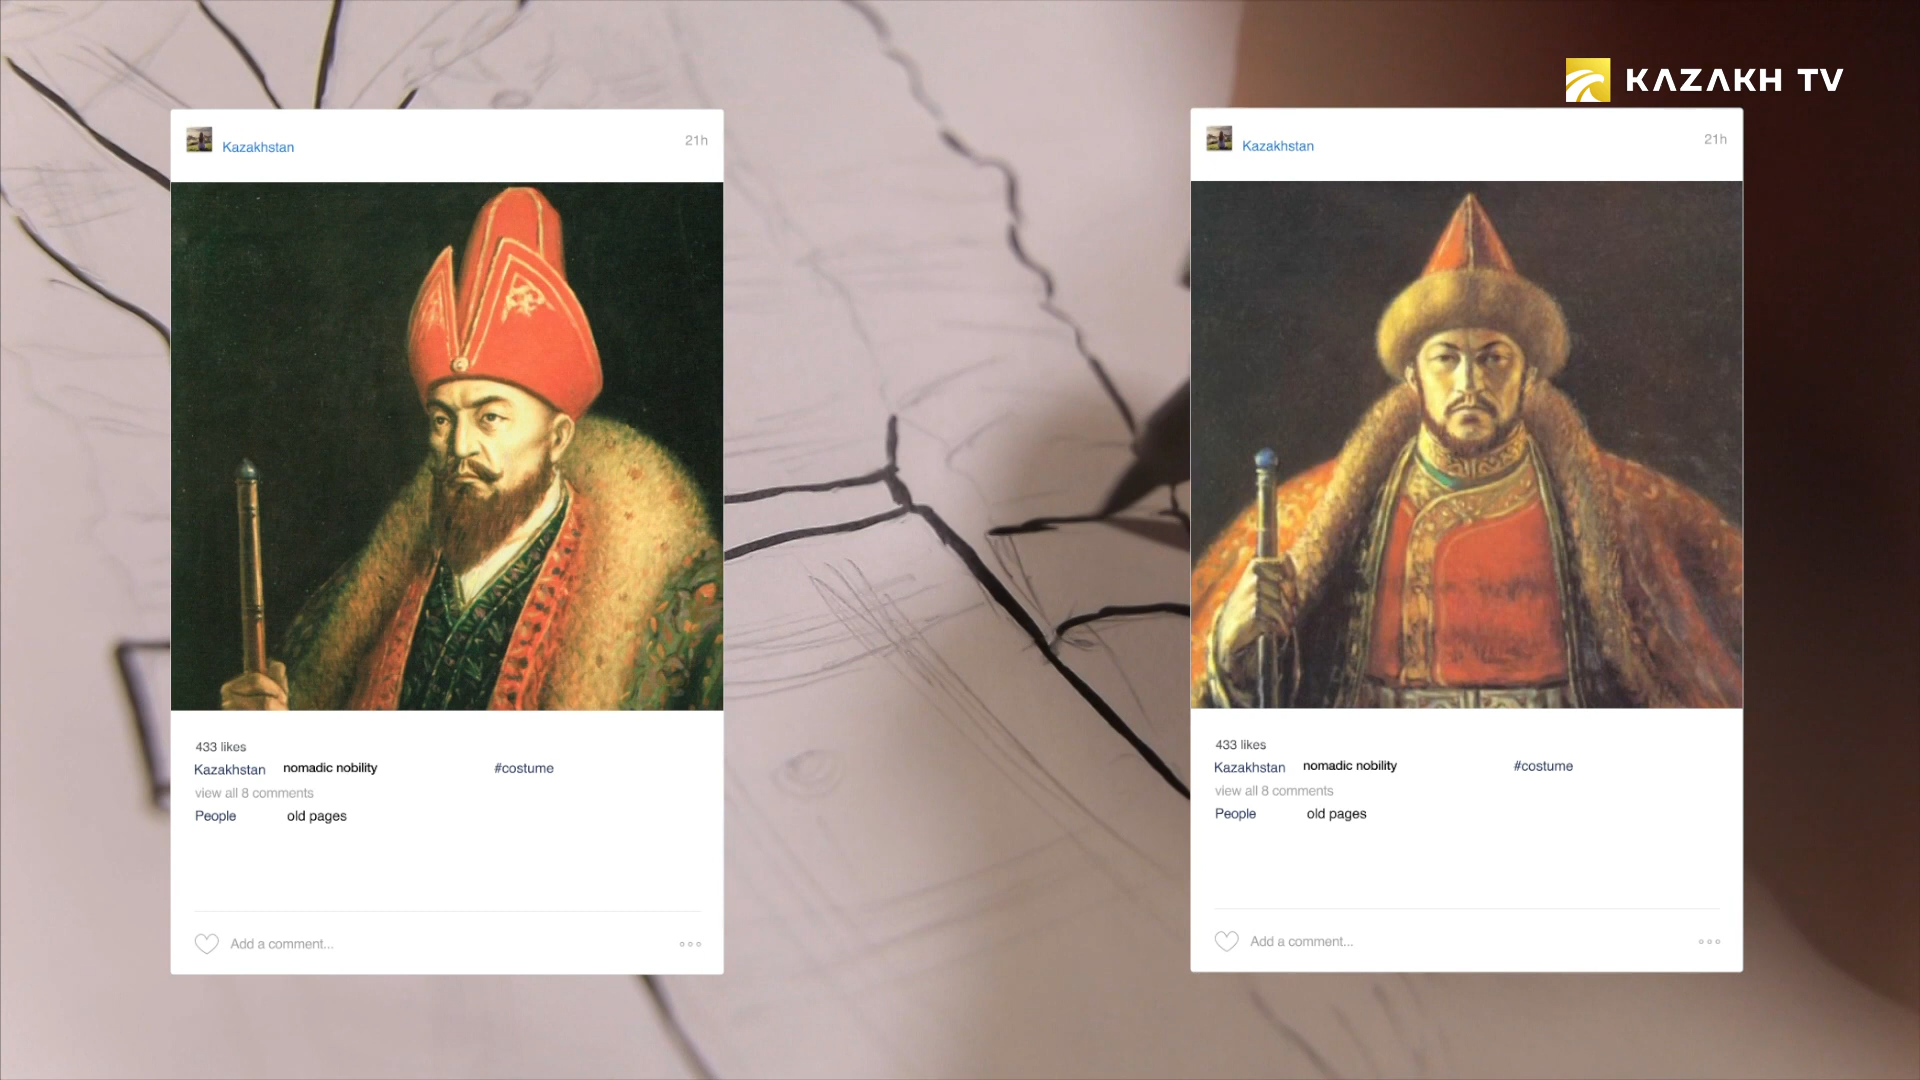 KAZAKH TV
Kazakhstan
21h
433 likes
Kazakhstan nomadic nobility #costume
view all 8 comments
People old pages
Add a comment...
Kazakhstan
21h
433 likes
Kazakhstan nomadic nobility #costume
view all 8 comments
People old pages
Add a comment...